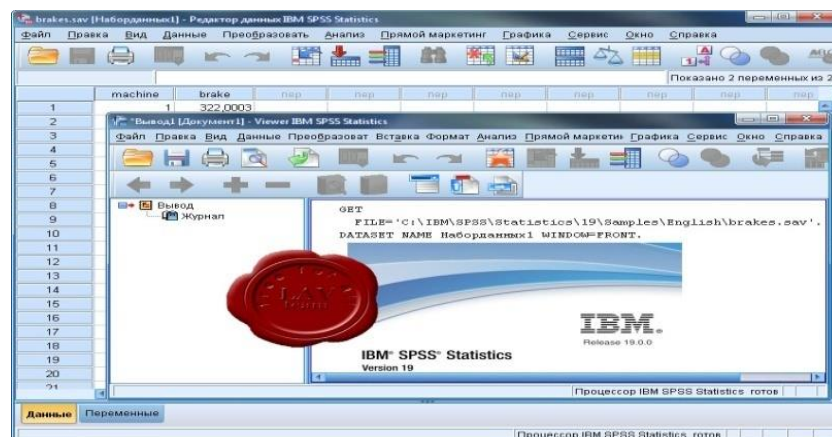 brakes.sav [Наборданных1] - Редактор данных IBM SPSS Statistics
Файл Правка Вид Данные Преобразовать Анализ Прямой маркетинг Графика Сервис Окно Справка
Показано 2 переменных из 2
machine brake пер пер пер пер пер пер пер
1 1 322,0003
2
3
4
5
6
7
8
9
10
11
12
13
14
15
16
17
18
19
20
21
*Вывод1 [Документ1] - Viewer IBM SPSS Statistics
Файл Правка Вид Данные Преобразоват Вставка Формат Анализ Прямой маркетин Графика Сервис Окно Справка
Вывод
Журнал
GET
FILE='C:\IBM\SPSS\Statistics\19\Samples\English\brakes.sav'.
DATASET NAME Наборданных1 WINDOW=FRONT.
LAV
team
IBM.
Release 19.0.0
IBM® SPSS® Statistics
Version 19
Процессор IBM SPSS Statistics готов
Данные Переменные
Процессор IBM SPSS Statistics готов